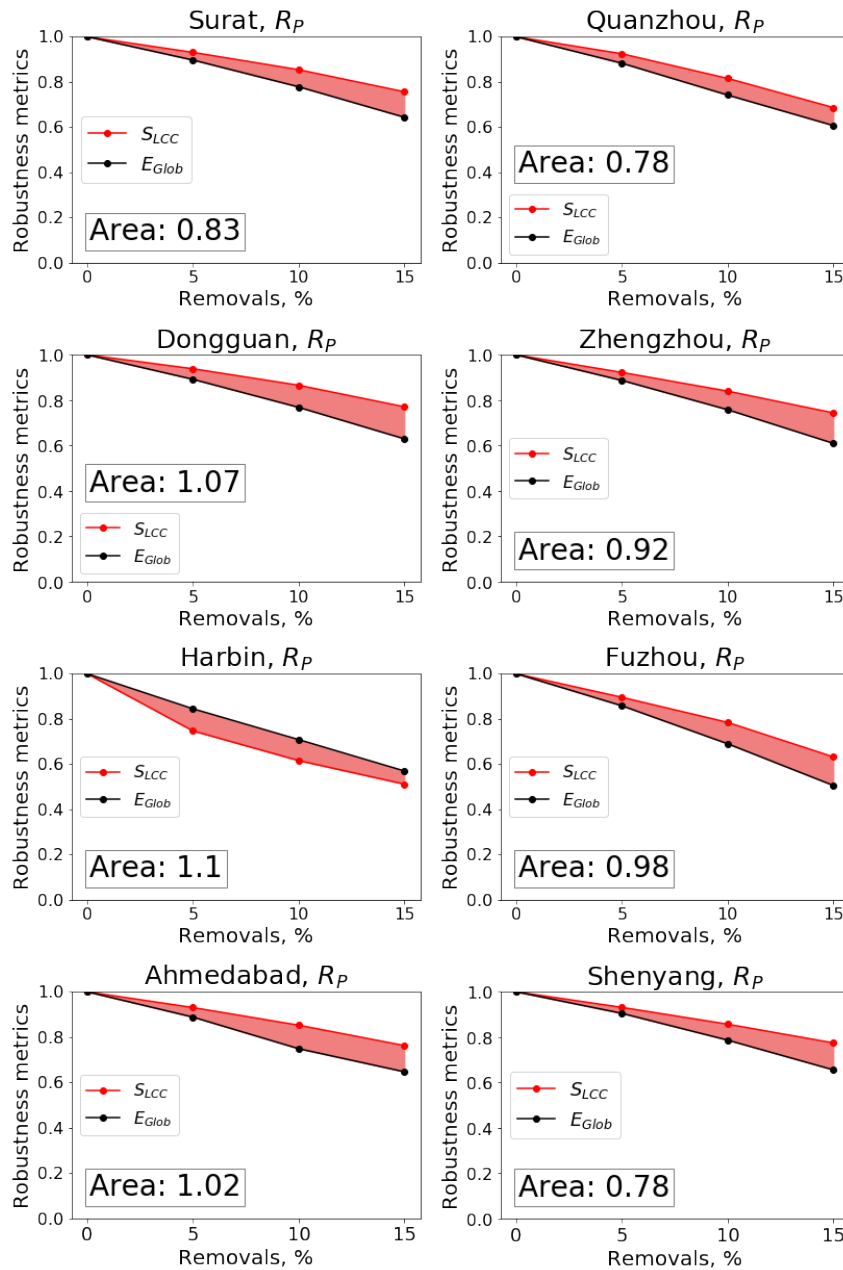 Surat, R_P
Robustness metrics
1.0
0.8
0.6
0.4
0.2
0.0
S_LCC
E_Glob
Area: 0.83
0 5 10 15
Removals, %
Quanzhou, R_P
Robustness metrics
1.0
0.8
0.6
0.4
0.2
0.0
Area: 0.78
S_LCC
E_Glob
0 5 10 15
Removals, %
Dongguan, R_P
Robustness metrics
1.0
0.8
0.6
0.4
0.2
0.0
Area: 1.07
S_LCC
E_Glob
0 5 10 15
Removals, %
Zhengzhou, R_P
Robustness metrics
1.0
0.8
0.6
0.4
0.2
0.0
S_LCC
E_Glob
Area: 0.92
0 5 10 15
Removals, %
Harbin, R_P
Robustness metrics
1.0
0.8
0.6
0.4
0.2
0.0
S_LCC
E_Glob
Area: 1.1
0 5 10 15
Removals, %
Fuzhou, R_P
Robustness metrics
1.0
0.8
0.6
0.4
0.2
0.0
S_LCC
E_Glob
Area: 0.98
0 5 10 15
Removals, %
Ahmedabad, R_P
Robustness metrics
1.0
0.8
0.6
0.4
0.2
0.0
S_LCC
E_Glob
Area: 1.02
0 5 10 15
Removals, %
Shenyang, R_P
Robustness metrics
1.0
0.8
0.6
0.4
0.2
0.0
S_LCC
E_Glob
Area: 0.78
0 5 10 15
Removals, %